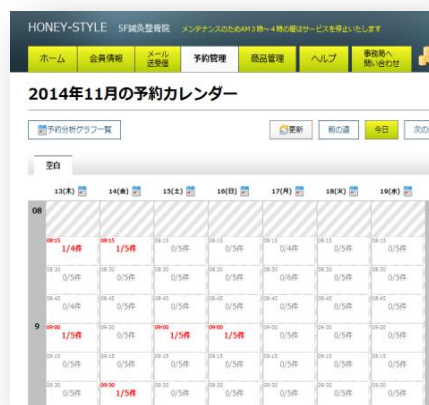 HONEY-STYLE SF鍼灸整骨院 メンテナンスのためAM3時~4時の間はサービスを停止いたします
ホーム 会員情報 メール送受信 予約管理 商品管理 ヘルプ 事務局へ問い合わせ
2014年11月の予約カレンダー
予約分析グラフ一覧 更新 前の週 今日 次の
空白
13(木) 14(金) 15(土) 16(日) 17(月) 18(火) 19(水)
08
08:15 08:15 08:15 08:15 08:15 08:15 08:15
1/4件 1/5件 0/5件 0/5件 0/4件 0/5件 0/5件
08:30 08:30 08:30 08:30 08:30 08:30 08:30
0/5件 0/5件 0/5件 0/5件 0/6件 0/5件 0/5件
08:45 08:45 08:45 08:45 08:45 08:45 08:45
0/4件 0/5件 0/5件 0/5件 0/5件 0/5件 0/5件
9 09:00 09:00 09:00 09:00 09:00 09:00 09:00
1/5件 0/5件 1/5件 1/5件 0/5件 0/5件 0/5件
09:15 09:15 09:15 09:15 09:15 09:15 09:15
0/5件 0/5件 0/5件 0/5件 0/5件 0/5件 0/5件
09:30 09:30 09:30 09:30 09:30 09:30 09:30
0/5件 1/5件 0/5件 0/5件 0/5件 0/5件 0/5件